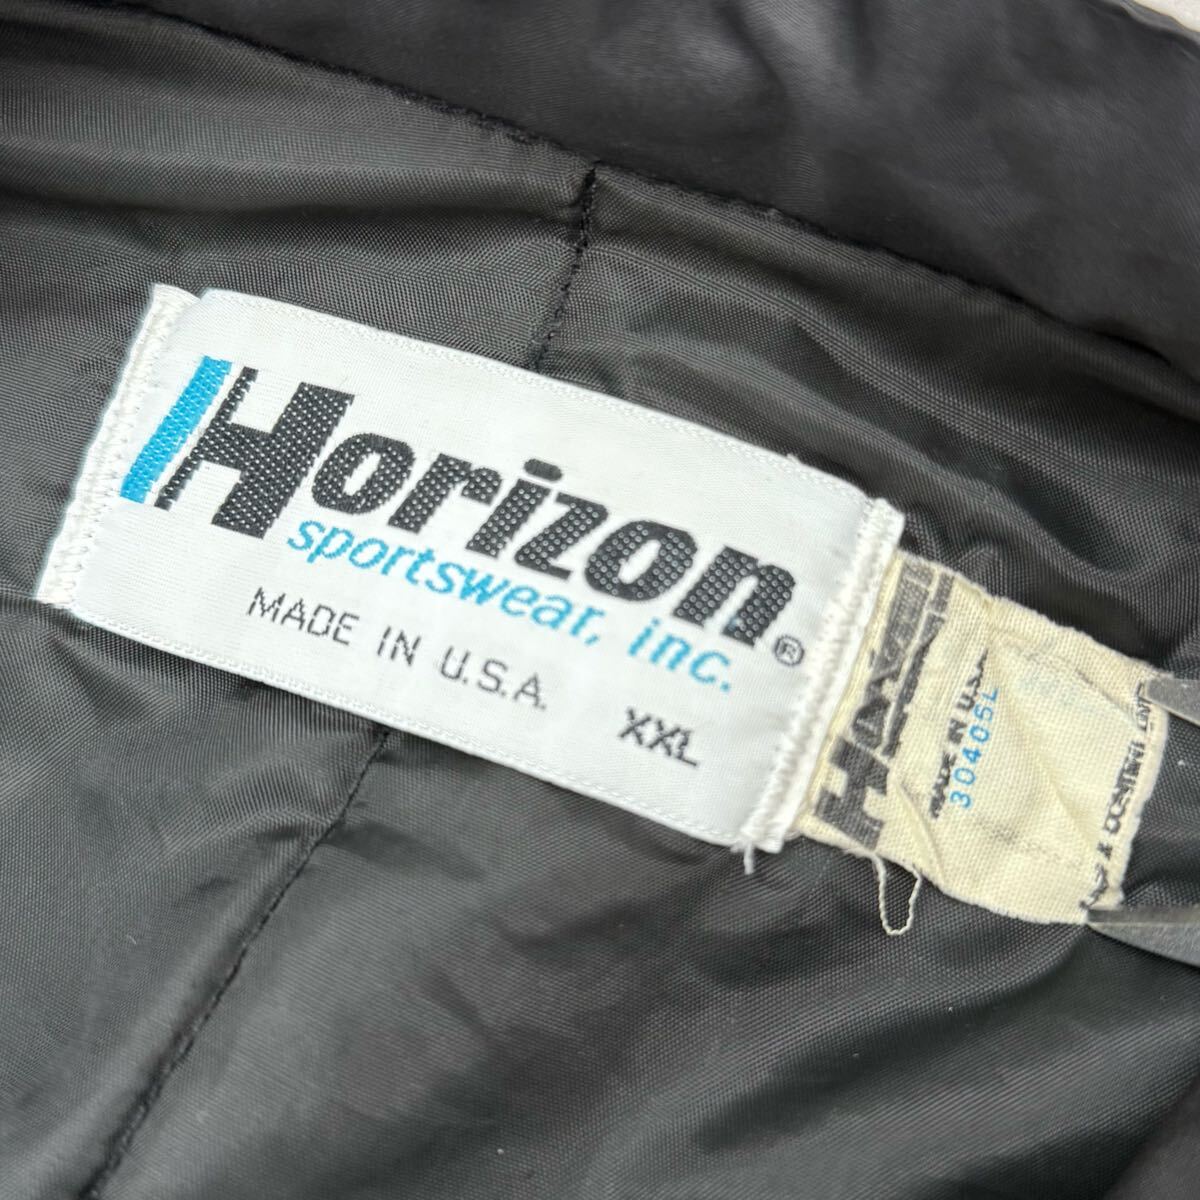 Horizon®
sportswear, inc.
MADE IN U.S.A.
XXL
MADE IN U.S.A.
30405L